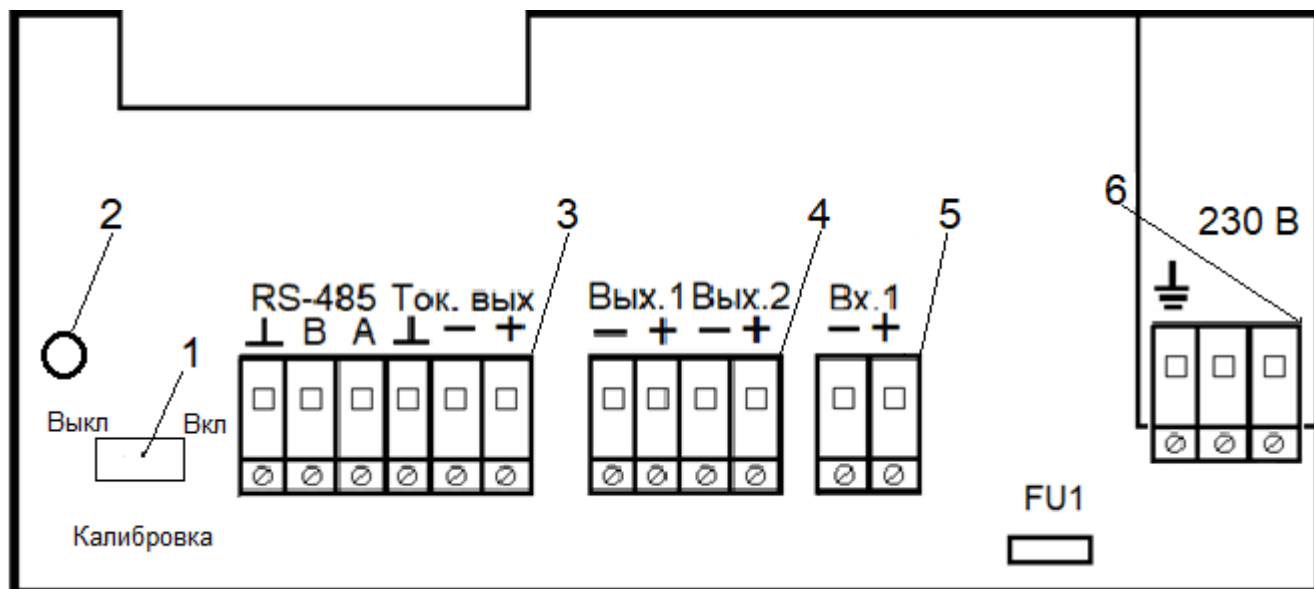 6
230 В
2
3
4
5
RS-485 Ток. вых
Вых.1 Вых.2
Вх.1
⊥ B A ⊥ − +
− + − +
− +
1
Выкл
Вкл
FU1
Калибровка